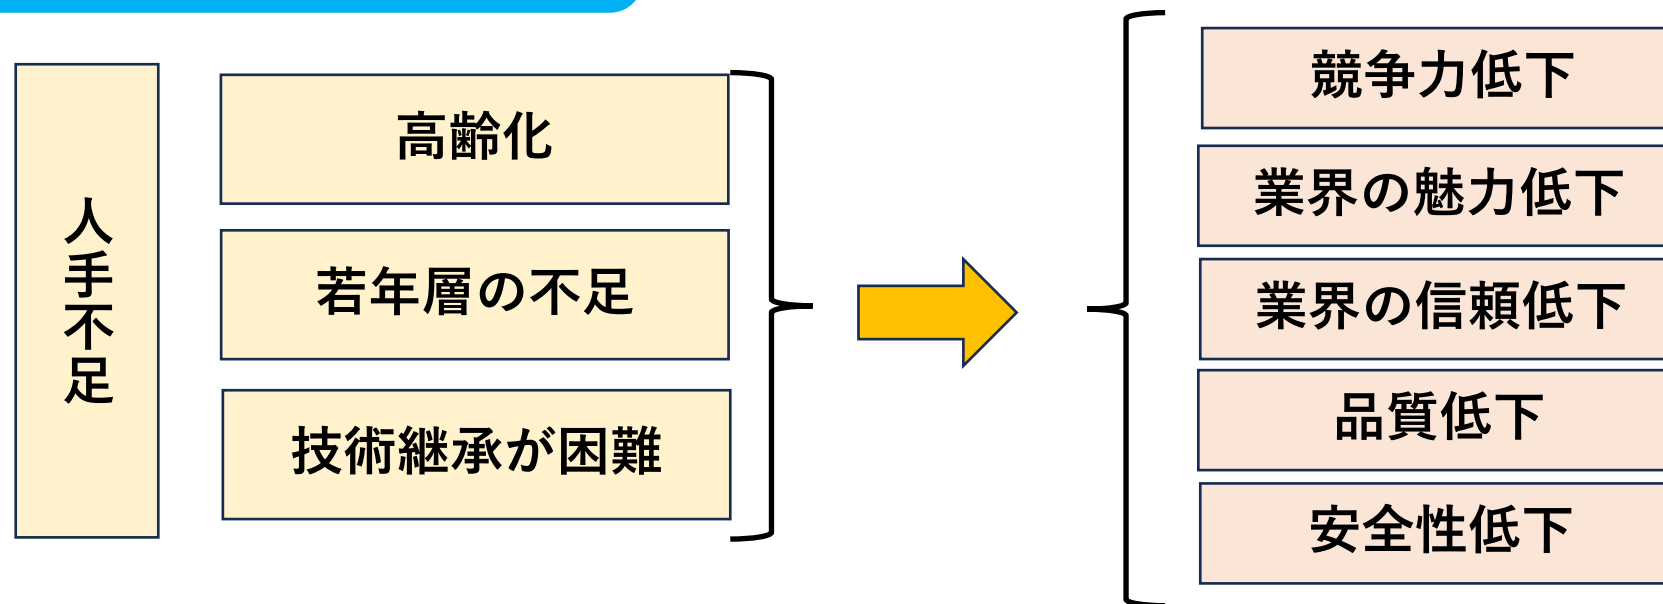 人手不足
高齢化
若年層の不足
技術継承が困難
競争力低下
業界の魅力低下
業界の信頼低下
品質低下
安全性低下